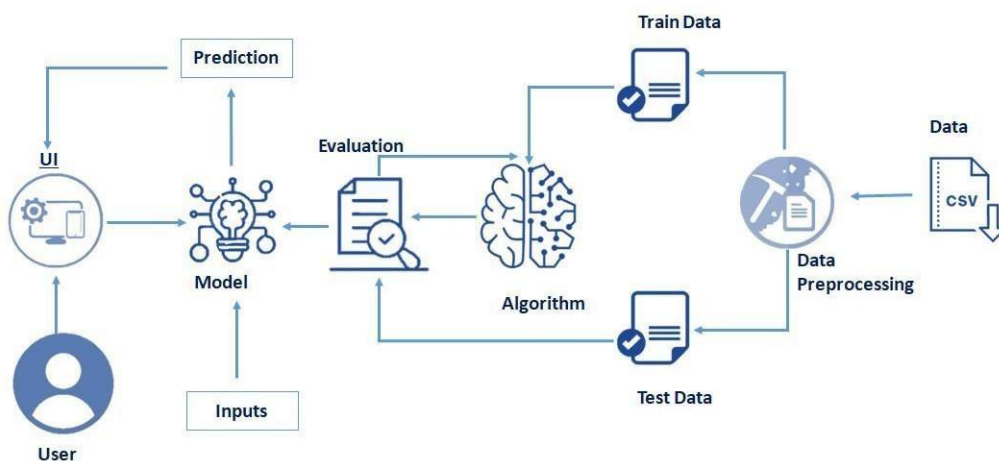 Train Data
Prediction
Data
Evaluation
UI
CSV
Data
Preprocessing
Model
Algorithm
Test Data
Inputs
User